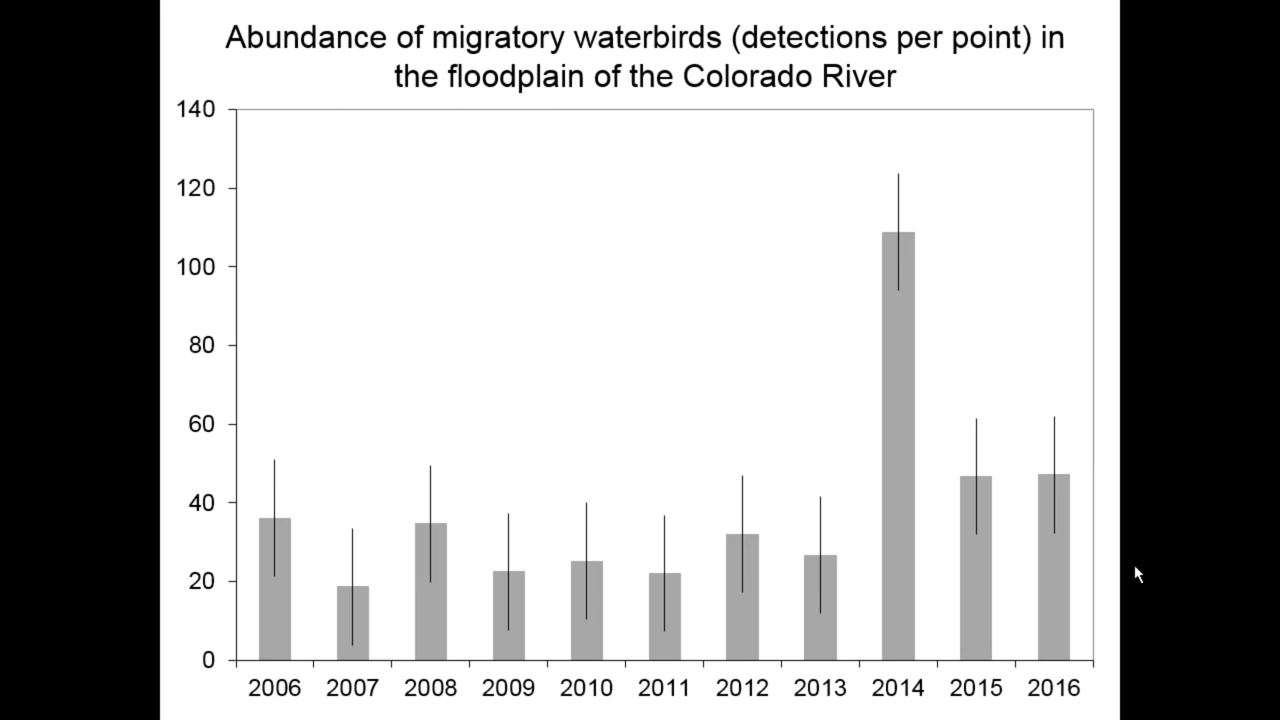 Abundance of migratory waterbirds (detections per point) in
the floodplain of the Colorado River
140
120
100
80
60
40
20
0
2006 2007 2008 2009 2010 2011 2012 2013 2014 2015 2016